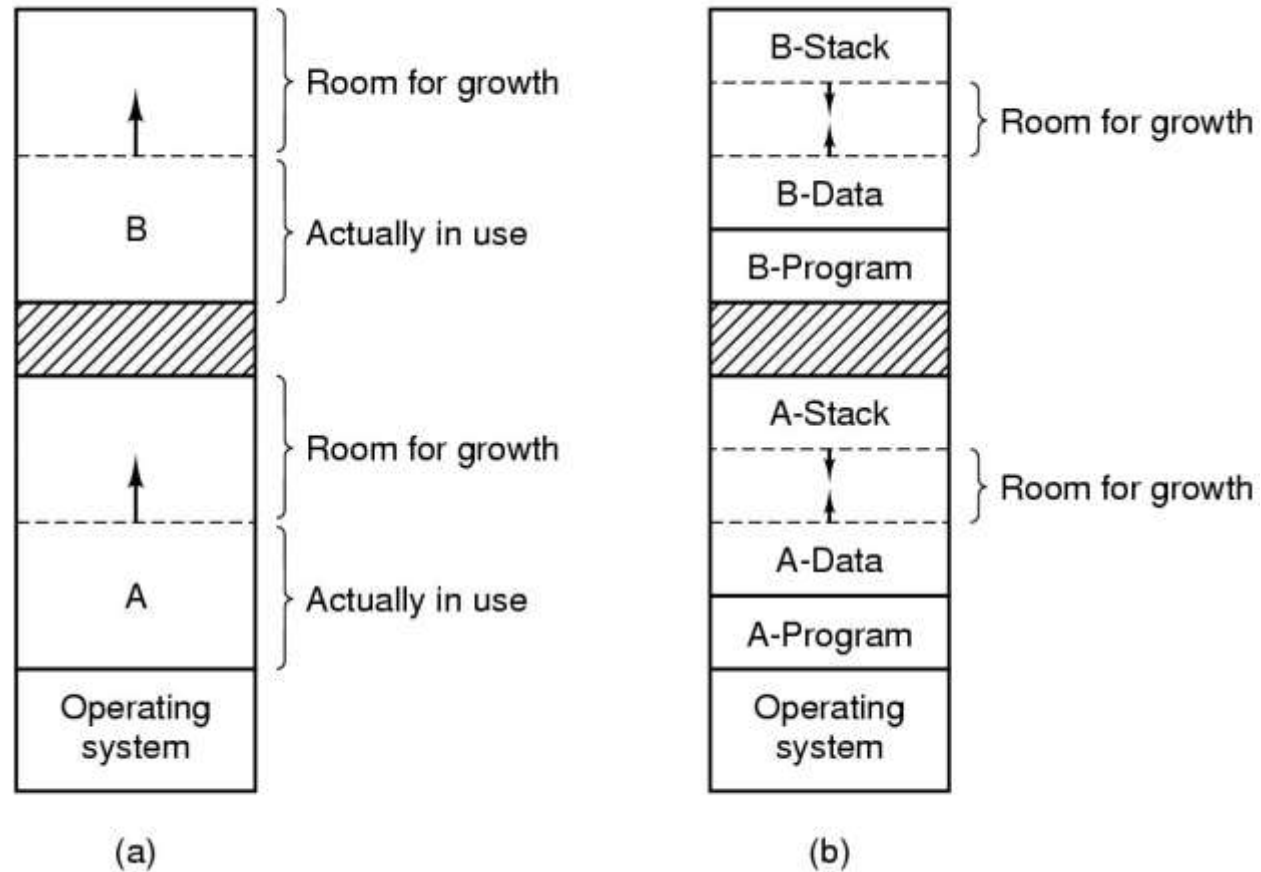 Room for growth
B
Actually in use
Room for growth
A
Actually in use
Operating
system
(a)
B-Stack
Room for growth
B-Data
B-Program
A-Stack
Room for growth
A-Data
A-Program
Operating
system
(b)